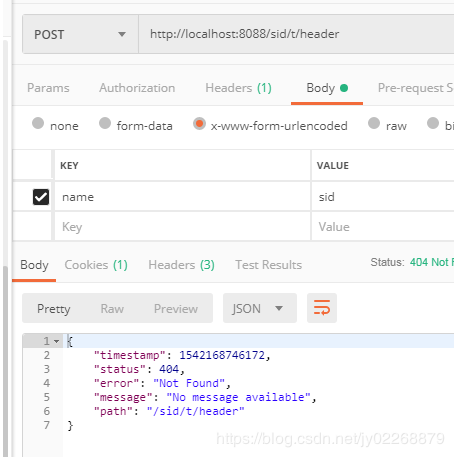 POST http://localhost:8088/sid/t/header
Params Authorization Headers (1) Body Pre-request S
none form-data x-www-form-urlencoded raw bi
KEY VALUE
name sid
Key Value
Body Cookies (1) Headers (3) Test Results Status: 404 Not F
Pretty Raw Preview JSON
1 {
2 "timestamp": 1542168746172,
3 "status": 404,
4 "error": "Not Found",
5 "message": "No message available",
6 "path": "/sid/t/header"
7 }
https://blog.csdn.net/jy02268879